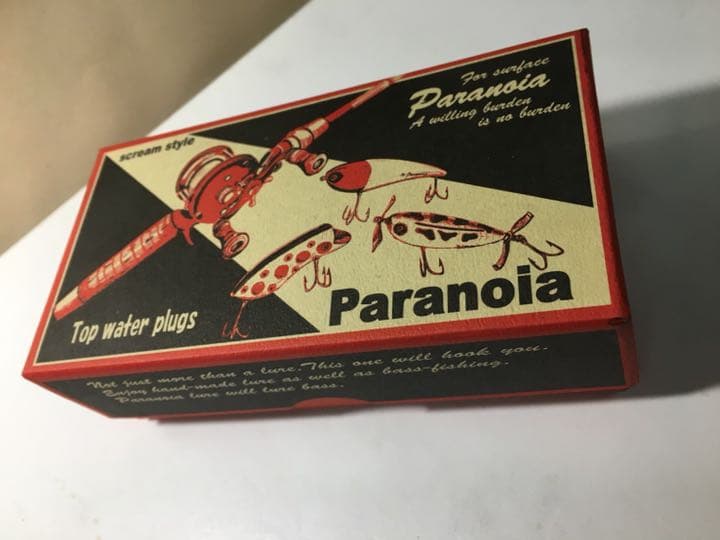 For surface
Paranoia
A willing burden
is no burden
scream style
Paranoia
Top water plugs
Not just more than a lure. This one will hook you.
Enjoy hand-made lure as well as bass-fishing.
Paranoia lure will lure bass.